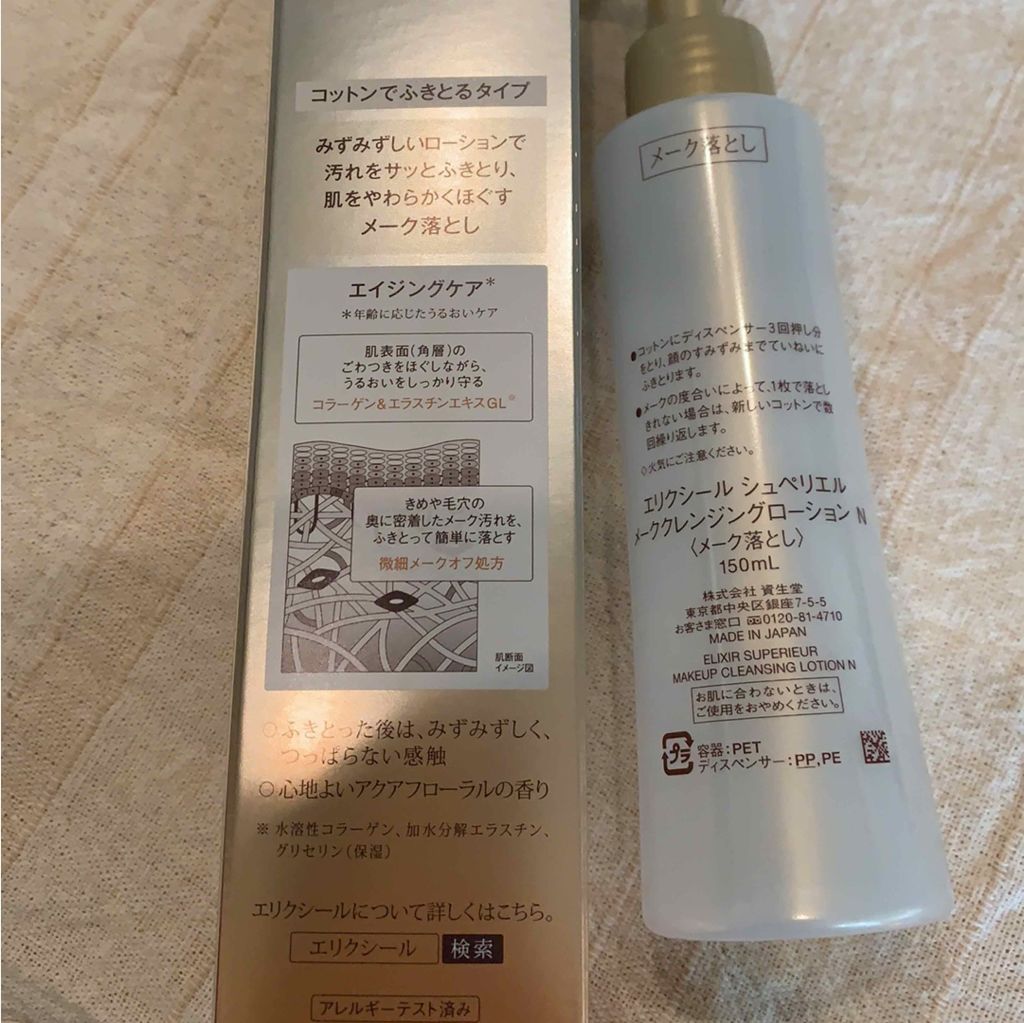 コットンでふきとるタイプ
みずみずしいローションで
汚れをサッとふきとり、
肌をやわらかくほぐす
メーク落とし
エイジングケア*
*年齢に応じたうるおいケア
肌表面(角層)の
ごわつきをほぐしながら、
うるおいをしっかり守る
コラーゲン&エラスチンエキスGL※
きめや毛穴の
奥に密着したメーク汚れを、
ふきとって簡単に落とす
微細メークオフ処方
肌断面
イメージ図
○ふきとった後は、みずみずしく、
つっぱらない感触
○心地よいアクアフローラルの香り
※ 水溶性コラーゲン、加水分解エラスチン、
グリセリン(保湿)
エリクシールについて詳しくはこちら。
エリクシール 検索
アレルギーテスト済み
メーク落とし
●コットンにディスペンサー3回押し分
をとり、顔のすみずみまでていねいに
ふきとります。
●メークの度合いによって、1枚で落とし
きれない場合は、新しいコットンで数
回繰り返します。
◇火気にご注意ください。
エリクシール シュペリエル
メーククレンジングローション N
〈メーク落とし〉
150mL
株式会社 資生堂
東京都中央区銀座7-5-5
お客さま窓口 0120-81-4710
MADE IN JAPAN
ELIXIR SUPERIEUR
MAKEUP CLEANSING LOTION N
お肌に合わないときは、
ご使用をおやめください。
プラ
容器:PET
ディスペンサー:PP,PE